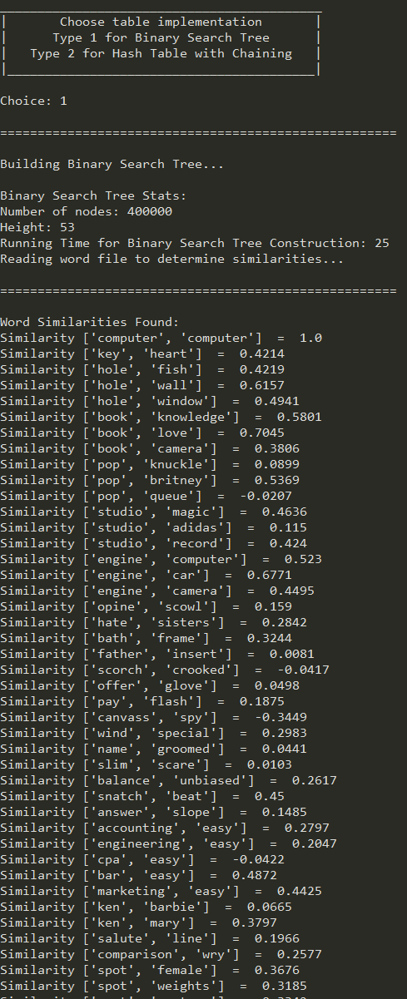 Choose table implementation
Type 1 for Binary Search Tree
Type 2 for Hash Table with Chaining
Choice: 1
=====================================================
Building Binary Search Tree...
Binary Search Tree Stats:
Number of nodes: 400000
Height: 53
Running Time for Binary Search Tree Construction: 25
Reading word file to determine similarities...
=====================================================
Word Similarities Found:
Similarity ['computer', 'computer']  =  1.0
Similarity ['key', 'heart']  =  0.4214
Similarity ['hole', 'fish']  =  0.4219
Similarity ['hole', 'wall']  =  0.6157
Similarity ['hole', 'window']  =  0.4941
Similarity ['book', 'knowledge']  =  0.5801
Similarity ['book', 'love']  =  0.7045
Similarity ['book', 'camera']  =  0.3806
Similarity ['pop', 'knuckle']  =  0.0899
Similarity ['pop', 'britney']  =  0.5369
Similarity ['pop', 'queue']  =  -0.0207
Similarity ['studio', 'magic']  =  0.4636
Similarity ['studio', 'adidas']  =  0.115
Similarity ['studio', 'record']  =  0.424
Similarity ['engine', 'computer']  =  0.523
Similarity ['engine', 'car']  =  0.6771
Similarity ['engine', 'camera']  =  0.4495
Similarity ['opine', 'scowl']  =  0.159
Similarity ['hate', 'sisters']  =  0.2842
Similarity ['bath', 'frame']  =  0.3244
Similarity ['father', 'insert']  =  0.0081
Similarity ['scorch', 'crooked']  =  -0.0417
Similarity ['offer', 'glove']  =  0.0498
Similarity ['pay', 'flash']  =  0.1875
Similarity ['canvass', 'spy']  =  -0.3449
Similarity ['wind', 'special']  =  0.2983
Similarity ['name', 'groomed']  =  0.0441
Similarity ['slim', 'scare']  =  0.0103
Similarity ['balance', 'unbiased']  =  0.2617
Similarity ['snatch', 'beat']  =  0.45
Similarity ['answer', 'slope']  =  0.1485
Similarity ['accounting', 'easy']  =  0.2797
Similarity ['engineering', 'easy']  =  0.2047
Similarity ['cpa', 'easy']  =  -0.0422
Similarity ['bar', 'easy']  =  0.4872
Similarity ['marketing', 'easy']  =  0.4425
Similarity ['ken', 'barbie']  =  0.0665
Similarity ['ken', 'mary']  =  0.3797
Similarity ['salute', 'line']  =  0.1966
Similarity ['comparison', 'wry']  =  0.2577
Similarity ['spot', 'female']  =  0.3676
Similarity ['spot', 'weights']  =  0.3185